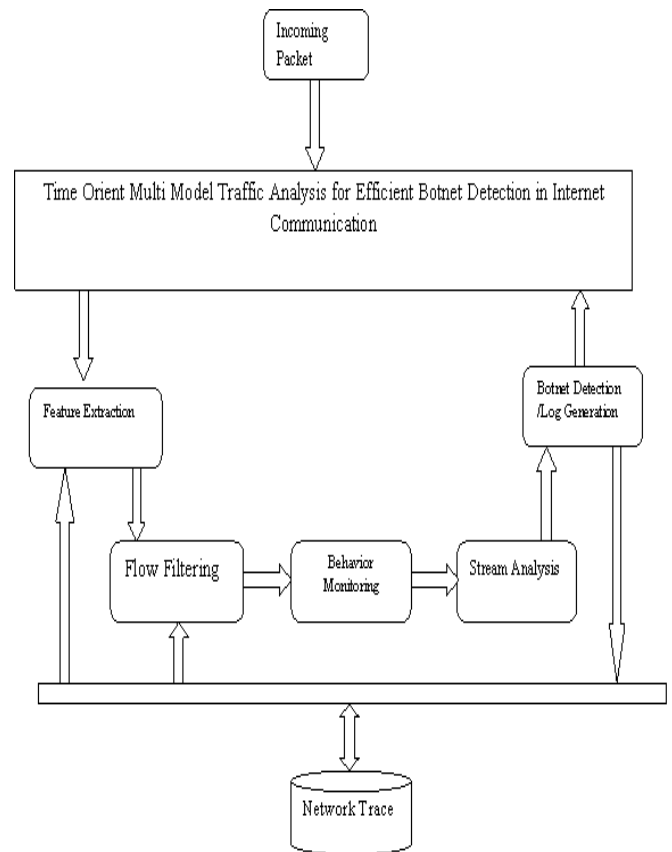 Incoming
Packet
Time Orient Multi Model Traffic Analysis for Efficient Botnet Detection in Internet
Communication
Feature Extraction
Botnet Detection
/Log Generation
Flow Filtering
Behavior
Monitoring
Stream Analysis
Network Trace